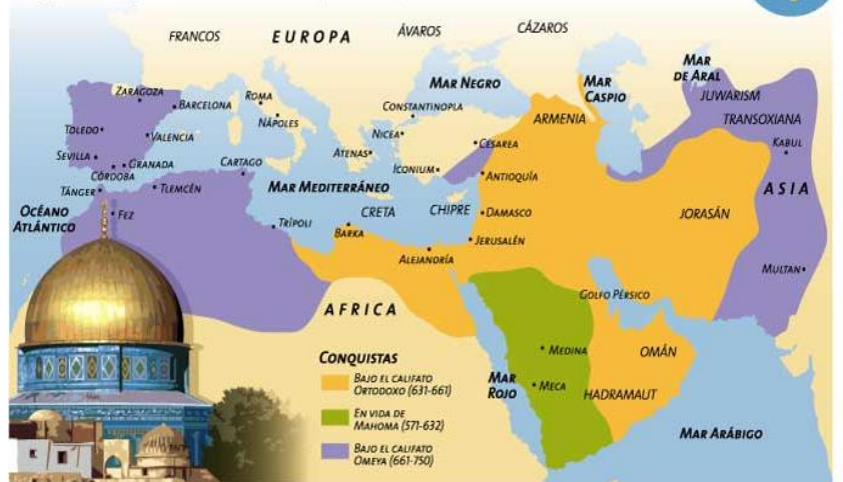 FRANCOS
EUROPA
ÁVAROS
CÁZAROS
MAR
DE ARAL
MAR NEGRO
MAR
CASPIO
JUWARISM
TRANSOXIANA
ZARAGOZA
BARCELONA
ROMA
NÁPOLES
CONSTANTINOPLA
ARMENIA
TOLEDO
VALENCIA
NICEA
CESAREA
KABUL
ATENAS
SEVILLA
GRANADA
CÓRDOBA
CARTAGO
ICONIUM
ANTIOQUÍA
TÁNGER
TLEMCÉN
MAR MEDITERRÁNEO
ASIA
OCÉANO
ATLÁNTICO
FEZ
CRETA
CHIPRE
DAMASCO
JORASÁN
TRÍPOLI
BARKA
JERUSALÉN
ALEJANDRÍA
MULTAN
AFRICA
GOLFO PÉRSICO
MEDINA
OMÁN
MAR
ROJO
MECA
HADRAMAUT
MAR ARÁBIGO
CONQUISTAS
BAJO EL CALIFATO
ORTODOXO (631-661)
EN VIDA DE
MAHOMA (571-632)
BAJO EL CALIFATO
OMEYA (661-750)